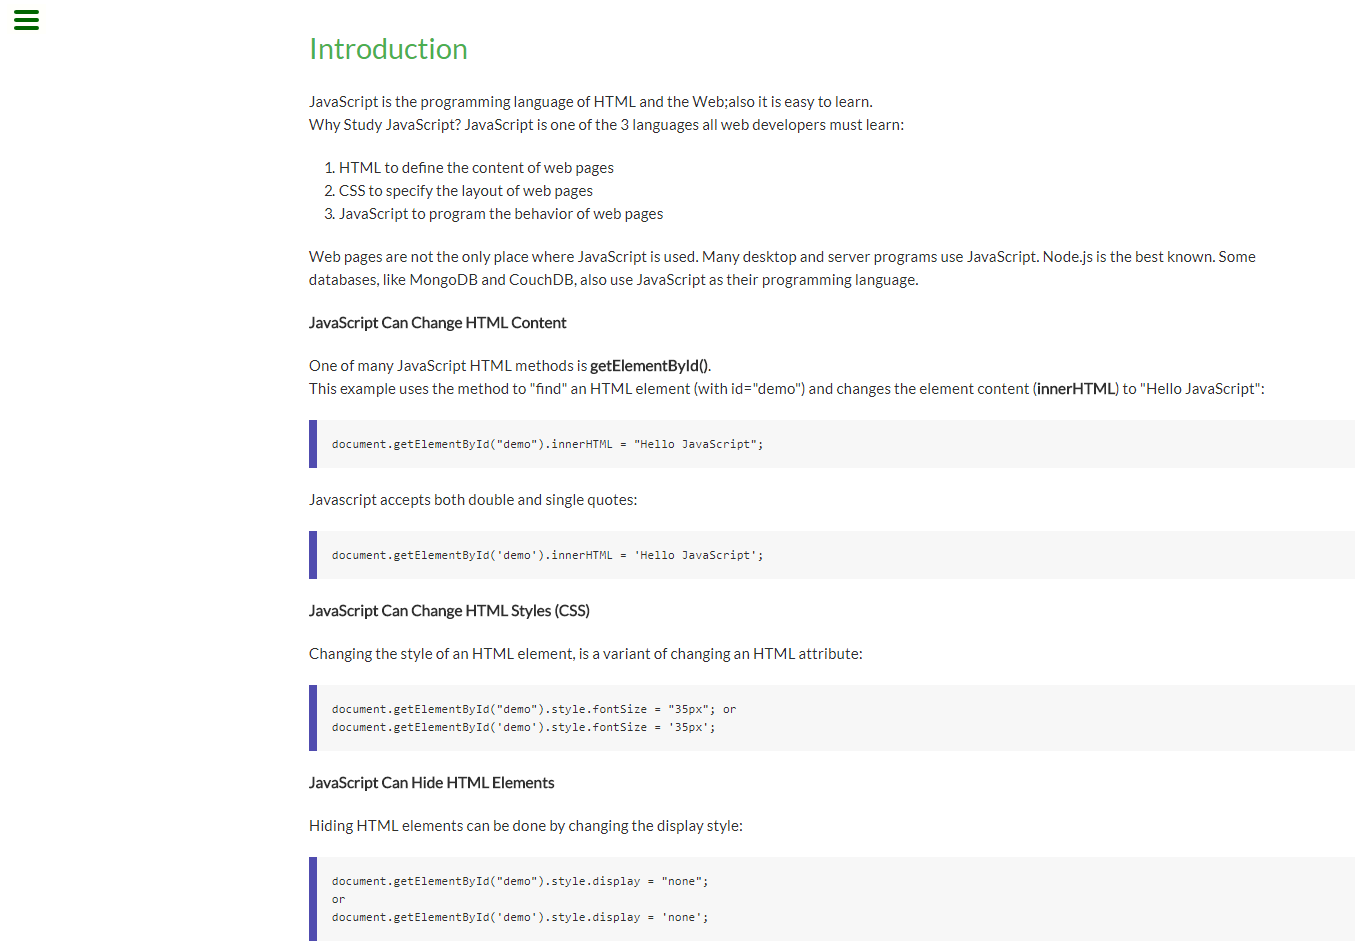 Introduction
JavaScript is the programming language of HTML and the Web;also it is easy to learn.
Why Study JavaScript? JavaScript is one of the 3 languages all web developers must learn:
1. HTML to define the content of web pages
2. CSS to specify the layout of web pages
3. JavaScript to program the behavior of web pages
Web pages are not the only place where JavaScript is used. Many desktop and server programs use JavaScript. Node.js is the best known. Some
databases, like MongoDB and CouchDB, also use JavaScript as their programming language.
JavaScript Can Change HTML Content
One of many JavaScript HTML methods is getElementById().
This example uses the method to "find" an HTML element (with id="demo") and changes the element content (innerHTML) to "Hello JavaScript":
document.getElementById("demo").innerHTML = "Hello JavaScript";
Javascript accepts both double and single quotes:
document.getElementById('demo').innerHTML = 'Hello JavaScript';
JavaScript Can Change HTML Styles (CSS)
Changing the style of an HTML element, is a variant of changing an HTML attribute:
document.getElementById("demo").style.fontSize = "35px"; or
document.getElementById('demo').style.fontSize = '35px';
JavaScript Can Hide HTML Elements
Hiding HTML elements can be done by changing the display style:
document.getElementById("demo").style.display = "none";
or
document.getElementById('demo').style.display = 'none';